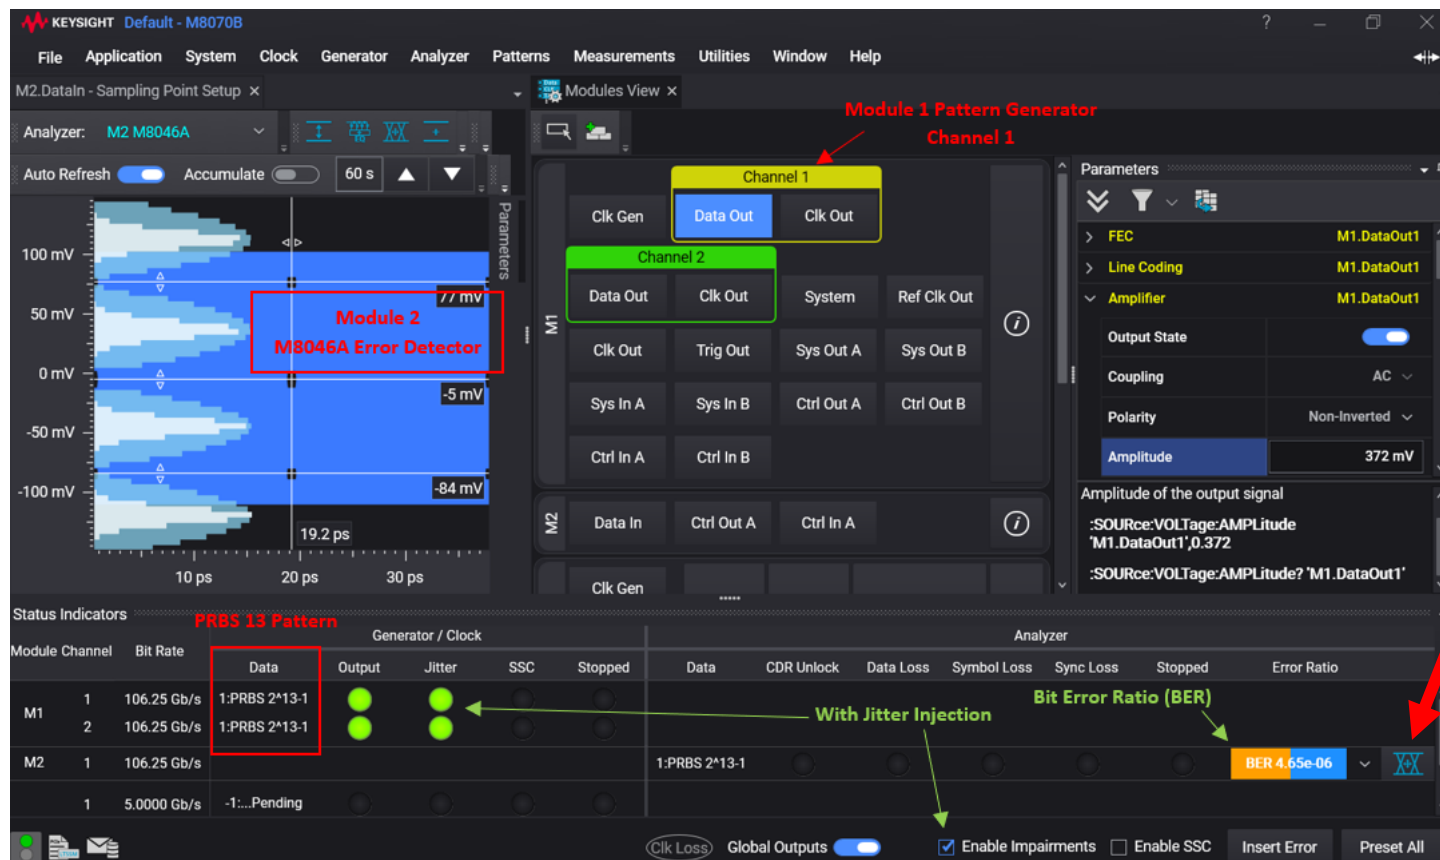 KEYSIGHT Default - M8070B
File Application System Clock Generator Analyzer Patterns Measurements Utilities Window Help
M2.DataIn - Sampling Point Setup
Modules View
Analyzer: M2 M8046A
Auto Refresh Accumulate 60 s
Parameters
100 mV
50 mV
0 mV
-50 mV
-100 mV
77 mV
-5 mV
-84 mV
19.2 ps
10 ps 20 ps 30 ps
Module 2
M8046A Error Detector
Module 1 Pattern Generator
Channel 1
M1
Channel 1
Clk Gen Data Out Clk Out
Channel 2
Data Out Clk Out System Ref Clk Out
Clk Out Trig Out Sys Out A Sys Out B
Sys In A Sys In B Ctrl Out A Ctrl Out B
Ctrl In A Ctrl In B
M2 Data In Ctrl Out A Ctrl In A
Clk Gen
Parameters
FEC M1.DataOut1
Line Coding M1.DataOut1
Amplifier M1.DataOut1
Output State
Coupling AC
Polarity Non-Inverted
Amplitude 372 mV
Amplitude of the output signal
:SOURce:VOLTage:AMPLitude
'M1.DataOut1',0.372
:SOURce:VOLTage:AMPLitude? 'M1.DataOut1'
Status Indicators
PRBS 13 Pattern
Generator / Clock Analyzer
Module Channel Bit Rate Data Output Jitter SSC Stopped Data CDR Unlock Data Loss Symbol Loss Sync Loss Stopped Error Ratio
M1 1 106.25 Gb/s 1:PRBS 2^13-1
2 106.25 Gb/s 1:PRBS 2^13-1
With Jitter Injection
Bit Error Ratio (BER)
M2 1 106.25 Gb/s 1:PRBS 2^13-1 BER 4.65e-06
1 5.0000 Gb/s -1:...Pending
Clk Loss Global Outputs Enable Impairments Enable SSC Insert Error Preset All